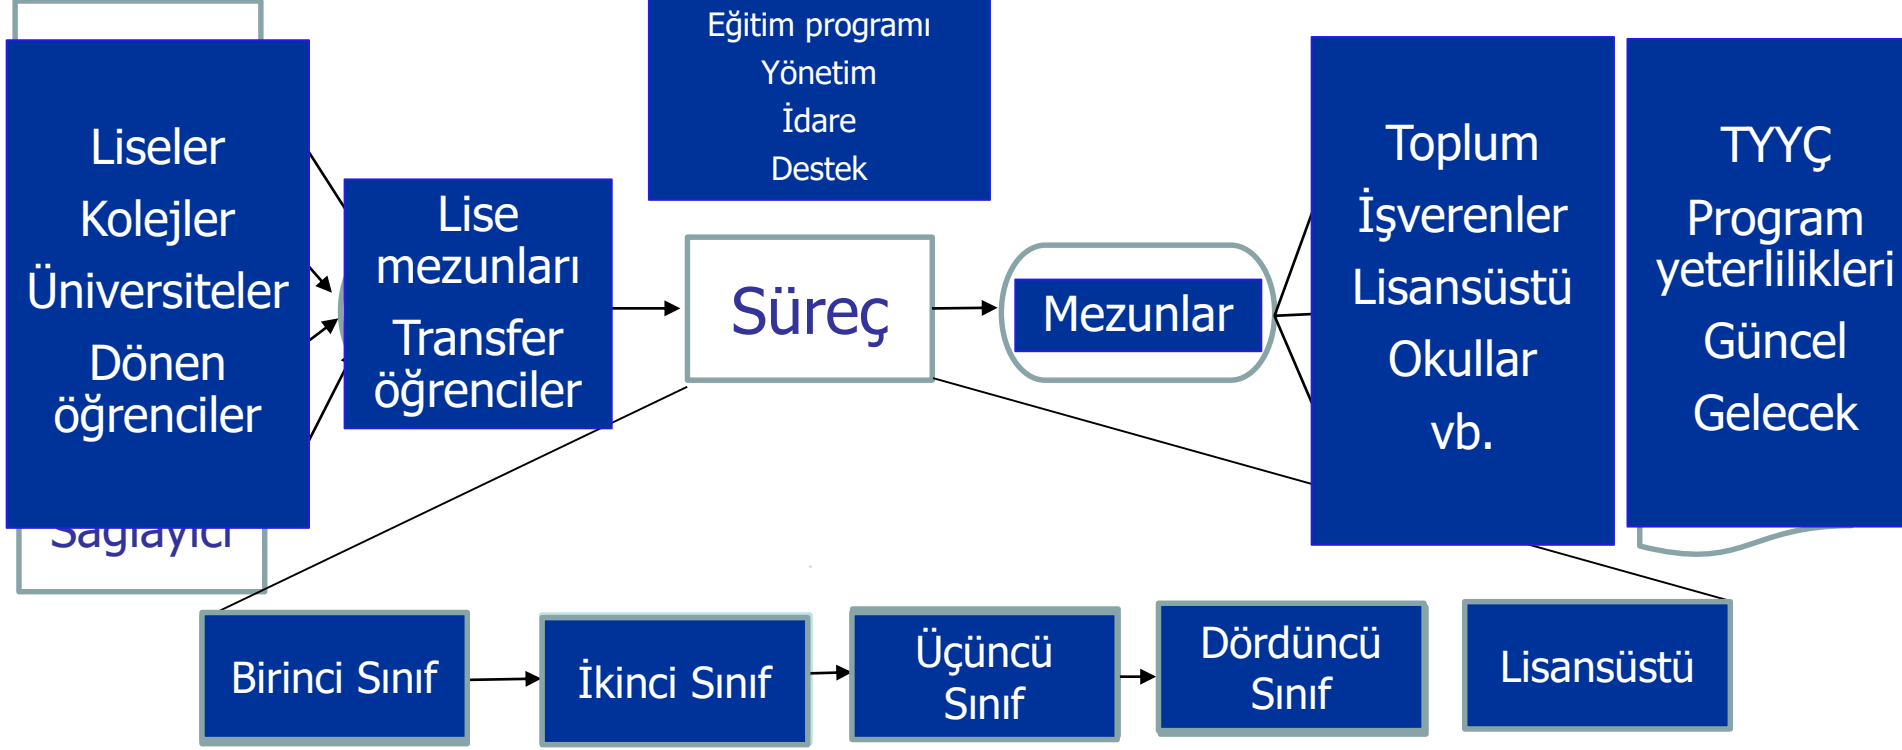 Eğitim programı
Yönetim
İdare
Destek
Liseler
Kolejler
Üniversiteler
Dönen
öğrenciler
Sağlayıcı
Lise
mezunları
Transfer
öğrenciler
Süreç
Mezunlar
Toplum
İşverenler
Lisansüstü
Okullar
vb.
TYYÇ
Program
yeterlilikleri
Güncel
Gelecek
Birinci Sınıf
İkinci Sınıf
Üçüncü
Sınıf
Dördüncü
Sınıf
Lisansüstü